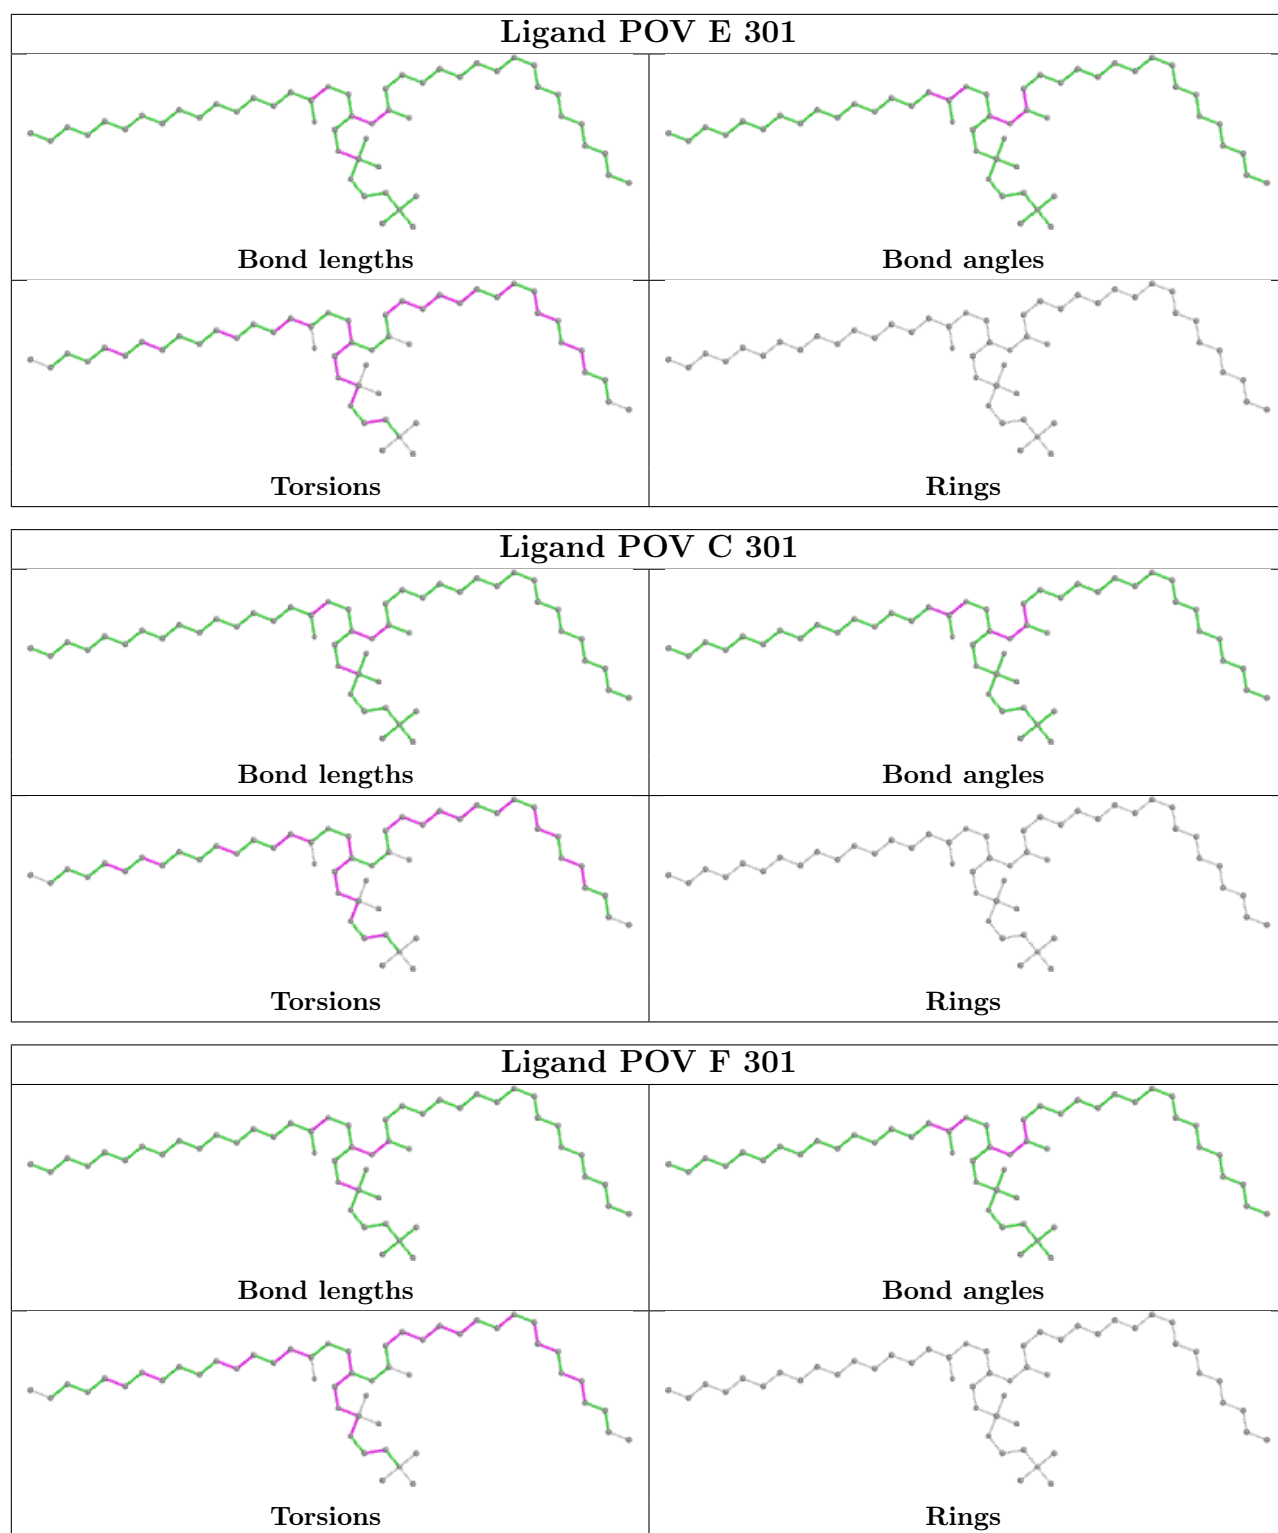 Ligand POV E 301
Bond lengths
Bond angles
Torsions
Rings
Ligand POV C 301
Bond lengths
Bond angles
Torsions
Rings
Ligand POV F 301
Bond lengths
Bond angles
Torsions
Rings